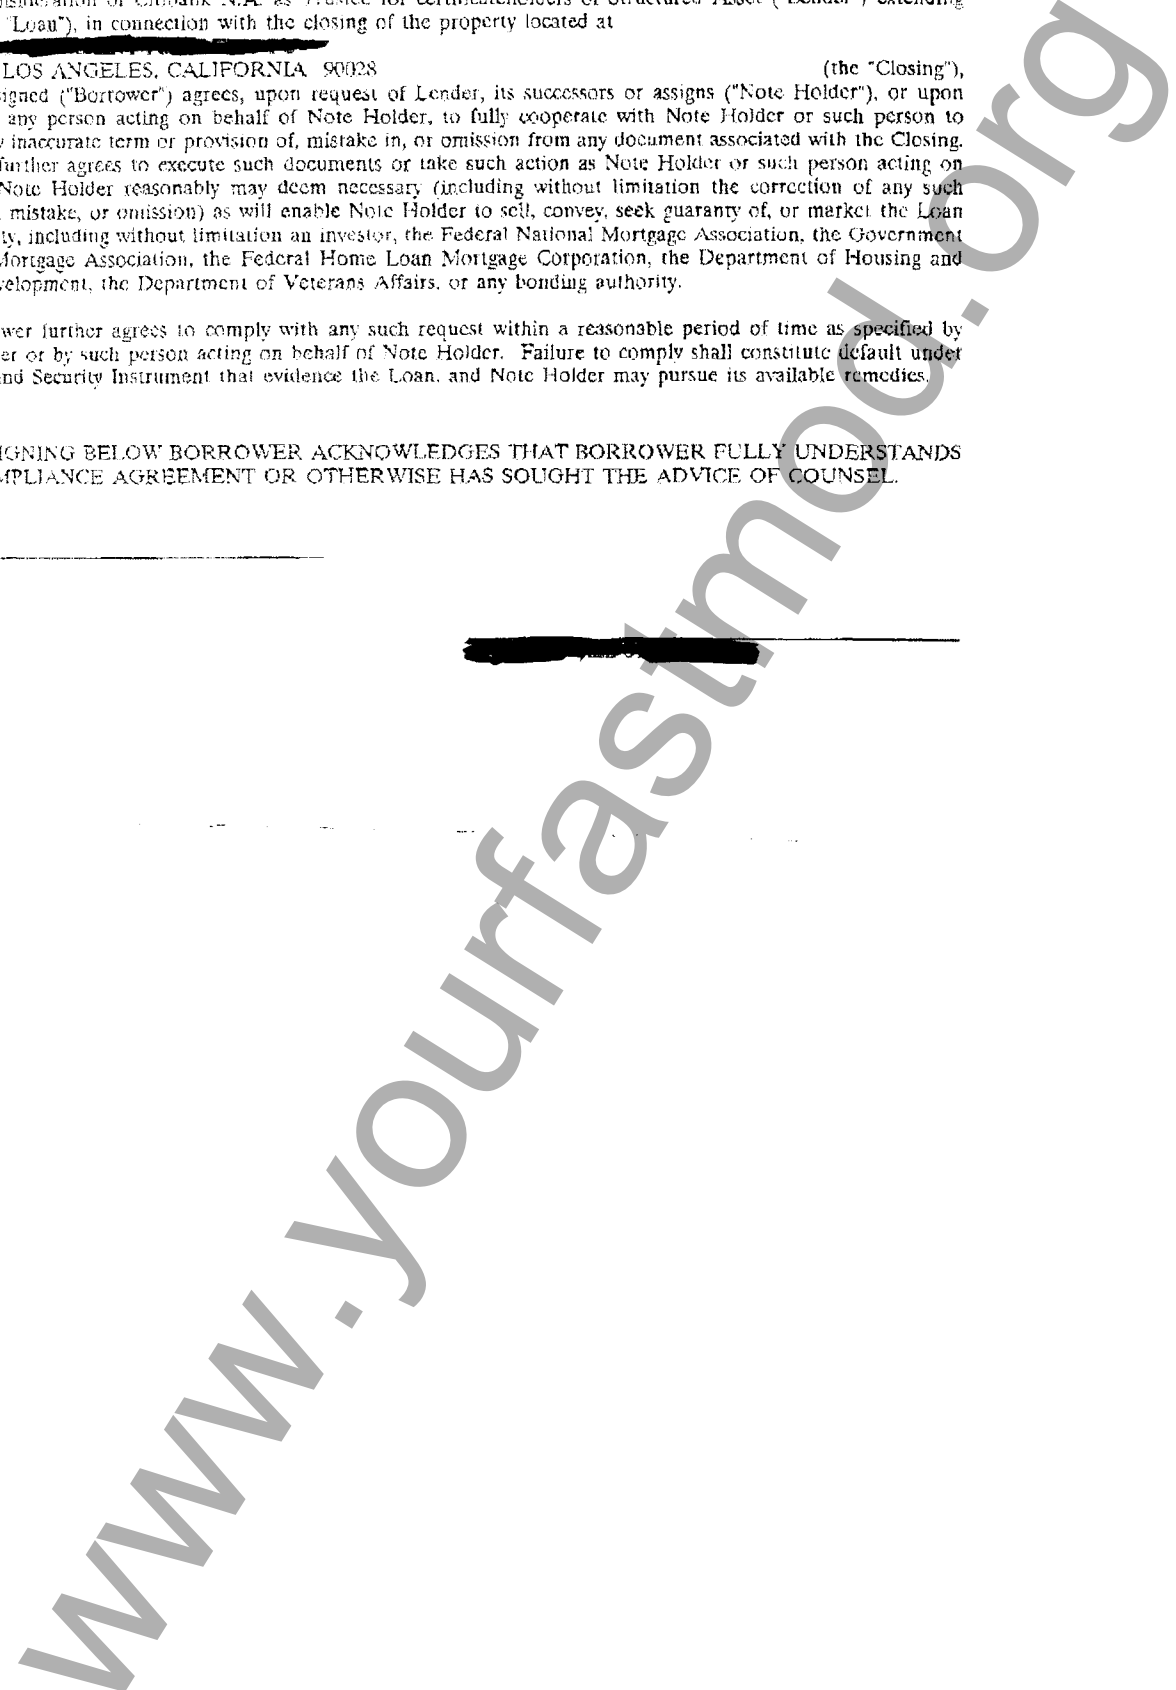 "Loan"), in connection with the closing of the property located at
LOS ANGELES, CALIFORNIA 90028 (the "Closing"),
igned ("Borrower") agrees, upon request of Lender, its successors or assigns ("Note Holder"), or upon
any person acting on behalf of Note Holder, to fully cooperate with Note Holder or such person to
inaccurate term or provision of, mistake in, or omission from any document associated with the Closing.
further agrees to execute such documents or take such action as Note Holder or such person acting on
Note Holder reasonably may deem necessary (including without limitation the correction of any such
mistake, or omission) as will enable Note Holder to sell, convey, seek guaranty of, or market the Loan
ty, including without limitation an investor, the Federal National Mortgage Association, the Government
Mortgage Association, the Federal Home Loan Mortgage Corporation, the Department of Housing and
velopment, the Department of Veterans Affairs, or any bonding authority.
wer further agrees to comply with any such request within a reasonable period of time as specified by
er or by such person acting on behalf of Note Holder. Failure to comply shall constitute default under
nd Security Instrument that evidence the Loan, and Note Holder may pursue its available remedies.
IGNING BELOW BORROWER ACKNOWLEDGES THAT BORROWER FULLY UNDERSTANDS
MPLIANCE AGREEMENT OR OTHERWISE HAS SOUGHT THE ADVICE OF COUNSEL.
www.yourfastmod.org